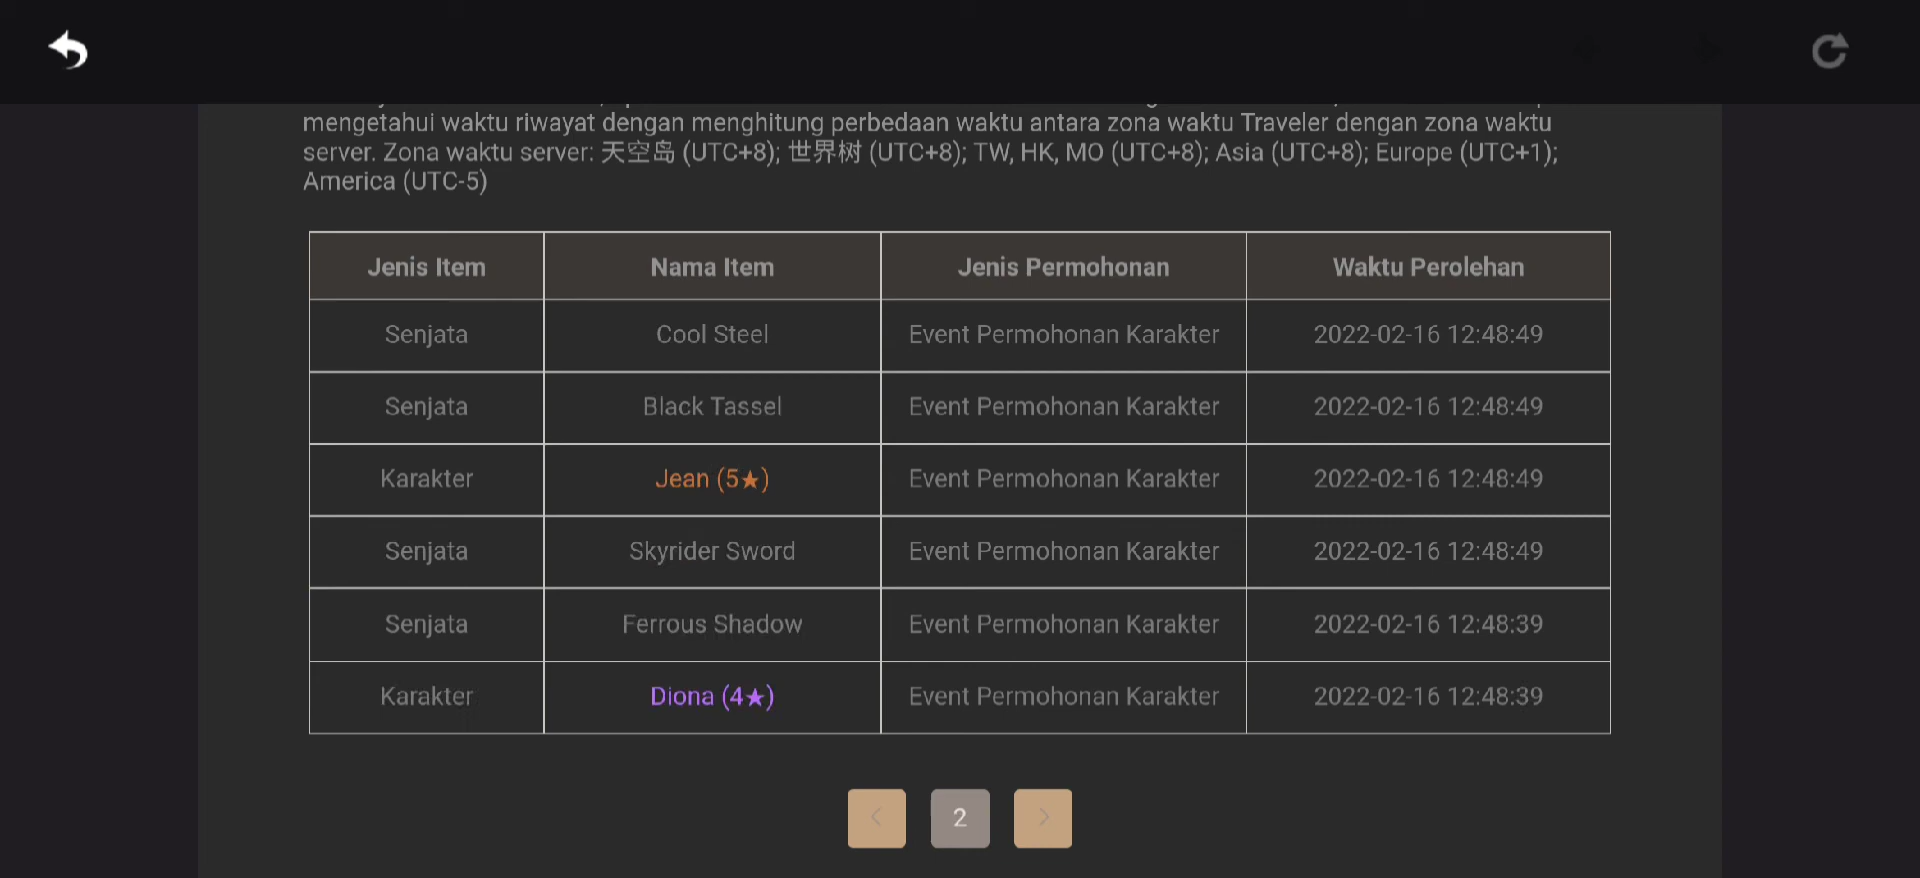 mengetahui waktu riwayat dengan menghitung perbedaan waktu antara zona waktu Traveler dengan zona waktu
server. Zona waktu server: 天空岛 (UTC+8); 世界树 (UTC+8); TW, HK, MO (UTC+8); Asia (UTC+8); Europe (UTC+1);
America (UTC-5)
Jenis Item Nama Item Jenis Permohonan Waktu Perolehan
Senjata Cool Steel Event Permohonan Karakter 2022-02-16 12:48:49
Senjata Black Tassel Event Permohonan Karakter 2022-02-16 12:48:49
Karakter Jean (5★) Event Permohonan Karakter 2022-02-16 12:48:49
Senjata Skyrider Sword Event Permohonan Karakter 2022-02-16 12:48:49
Senjata Ferrous Shadow Event Permohonan Karakter 2022-02-16 12:48:39
Karakter Diona (4★) Event Permohonan Karakter 2022-02-16 12:48:39
< 2 >